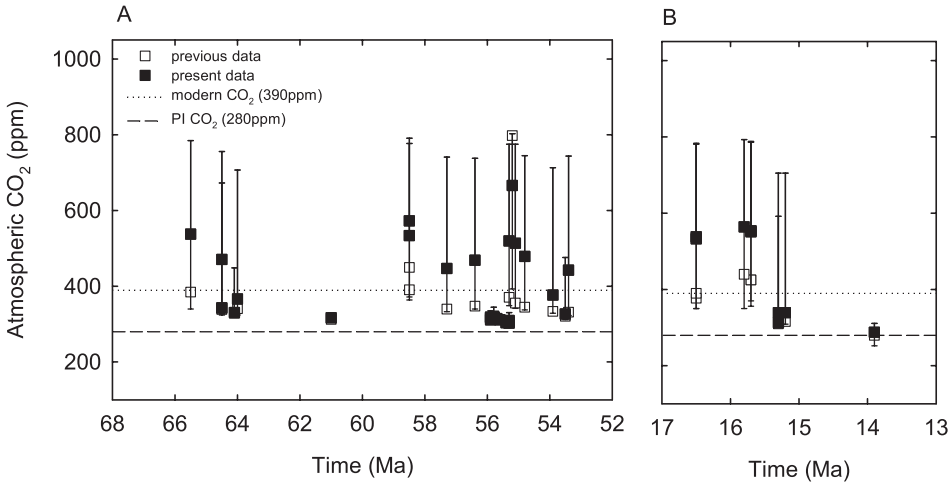 A
B
previous data
present data
modern CO₂ (390ppm)
PI CO₂ (280ppm)
Atmospheric CO₂ (ppm)
1000
800
600
400
200
68 66 64 62 60 58 56 54 52
17 16 15 14 13
Time (Ma)
Time (Ma)